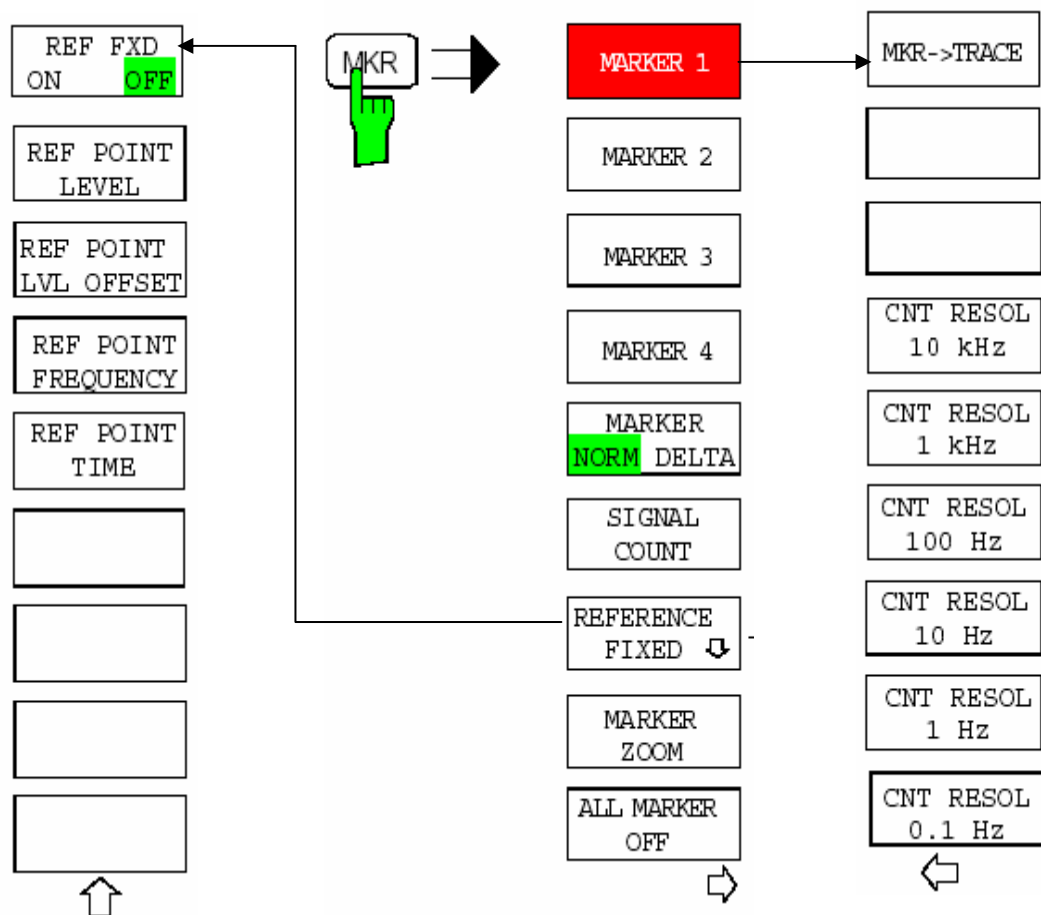 REF FXD
ON OFF
REF POINT
LEVEL
REF POINT
LVL OFFSET
REF POINT
FREQUENCY
REF POINT
TIME
MKR
MARKER 1
MARKER 2
MARKER 3
MARKER 4
MARKER
NORM DELTA
SIGNAL
COUNT
REFERENCE
FIXED
MARKER
ZOOM
ALL MARKER
OFF
MKR->TRACE
CNT RESOL
10 kHz
CNT RESOL
1 kHz
CNT RESOL
100 Hz
CNT RESOL
10 Hz
CNT RESOL
1 Hz
CNT RESOL
0.1 Hz